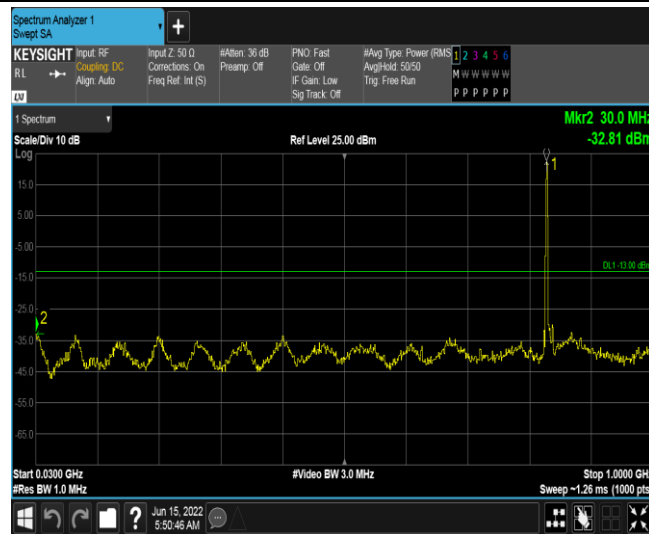 Spectrum Analyzer 1
Swept SA
KEYSIGHT Input: RF Input Z: 50 Ω #Atten: 36 dB PNO: Fast #Avg Type: Power (RMS 1 2 3 4 5 6
RL Coupling: DC Corrections: On Preamp: Off Gate: Off Avg|Hold: 50/50 M W W W W W
Align: Auto Freq Ref: Int (S) IF Gain: Low Trig: Free Run
Sig Track: Off P P P P P P
LXI
1 Spectrum Mkr2 30.0 MHz
Scale/Div 10 dB Ref Level 25.00 dBm -32.81 dBm
Log
1
15.0
5.00
-5.00
DL1 -13.00 dBm
-15.0
-25.0
2
-35.0
-45.0
-55.0
-65.0
Start 0.0300 GHz #Video BW 3.0 MHz Stop 1.0000 GHz
#Res BW 1.0 MHz Sweep ~1.26 ms (1000 pts
Jun 15, 2022
5:50:46 AM